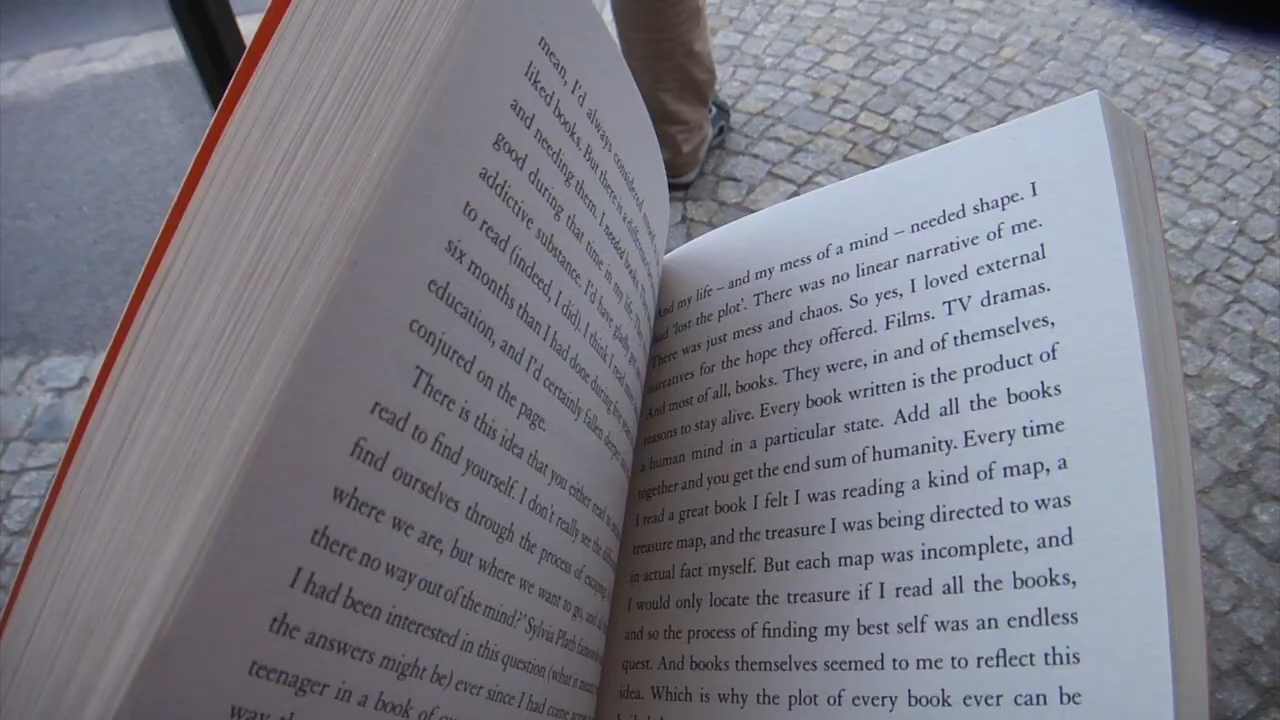 mean, I'd always considered
liked books. But there is a difference
and needing them. I needed books.
good during that time in my life.
addictive substance. I'd have gladly
to read (indeed, I did). I think I read
six months than I had done during five
education, and I'd certainly fallen deeper
conjured on the page.
There is this idea that you either read to
read to find yourself. I don't really see the
find ourselves through the process of escaping
where we are, but where we want to go, and
there no way out of the mind?' Sylvia Plath
I had been interested in this question (what it
the answers might be) ever since I had come
teenager in a book of
And my life – and my mess of a mind – needed shape. I
had 'lost the plot'. There was no linear narrative of me.
There was just mess and chaos. So yes, I loved external
narratives for the hope they offered. Films. TV dramas.
And most of all, books. They were, in and of themselves,
reasons to stay alive. Every book written is the product of
a human mind in a particular state. Add all the books
together and you get the end sum of humanity. Every time
I read a great book I felt I was reading a kind of map, a
treasure map, and the treasure I was being directed to was
in actual fact myself. But each map was incomplete, and
I would only locate the treasure if I read all the books,
and so the process of finding my best self was an endless
quest. And books themselves seemed to me to reflect this
idea. Which is why the plot of every book ever can be